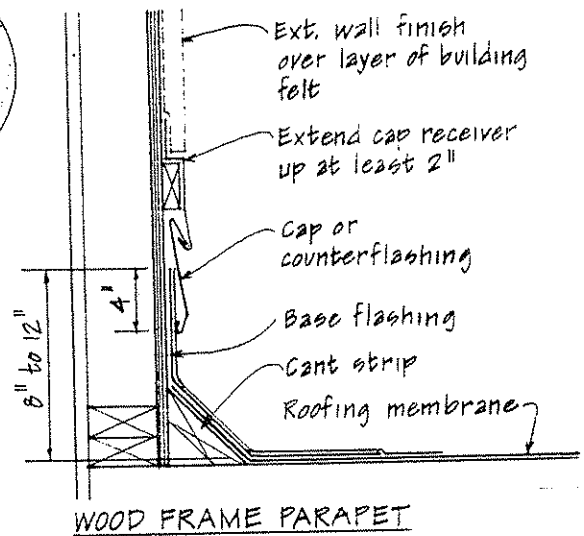 Ext. wall finish
over layer of building
felt
Extend cap receiver
up at least 2"
Cap or
counterflashing
4"
8" to 12"
Base flashing
Cant strip
Roofing membrane
WOOD FRAME PARAPET